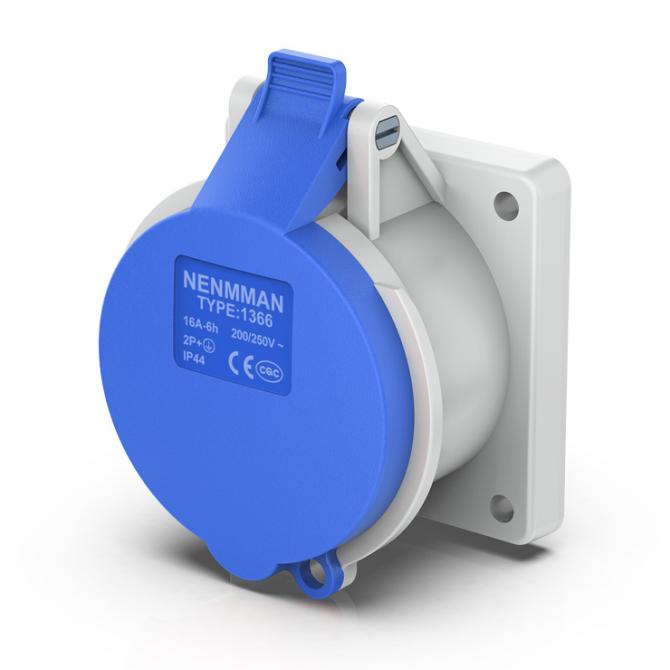 NENMMAN
TYPE:1366
16A-6h 200/250V~
2P+⏚
IP44 CE CQC